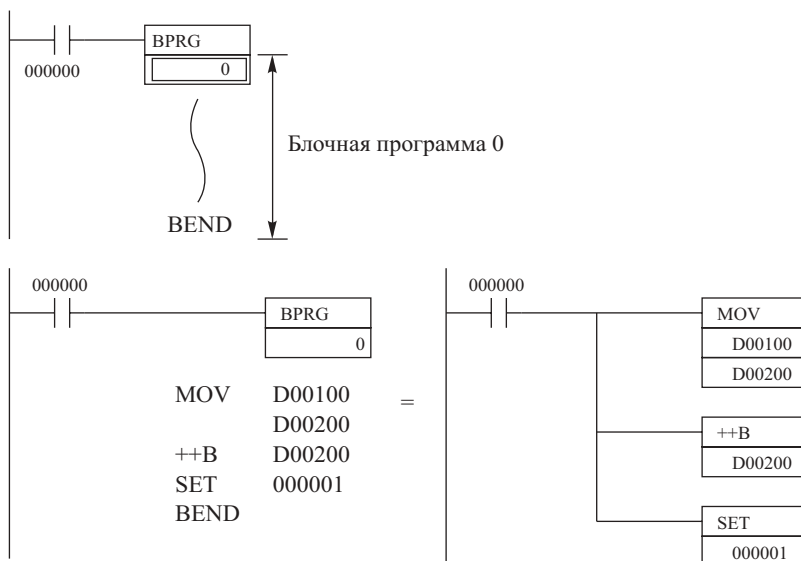 BPRG
000000
0
Блочная программа 0
BEND
000000
BPRG
0
MOV D00100
D00200
++B D00200
SET 000001
BEND
=
000000
MOV
D00100
D00200
++B
D00200
SET
000001